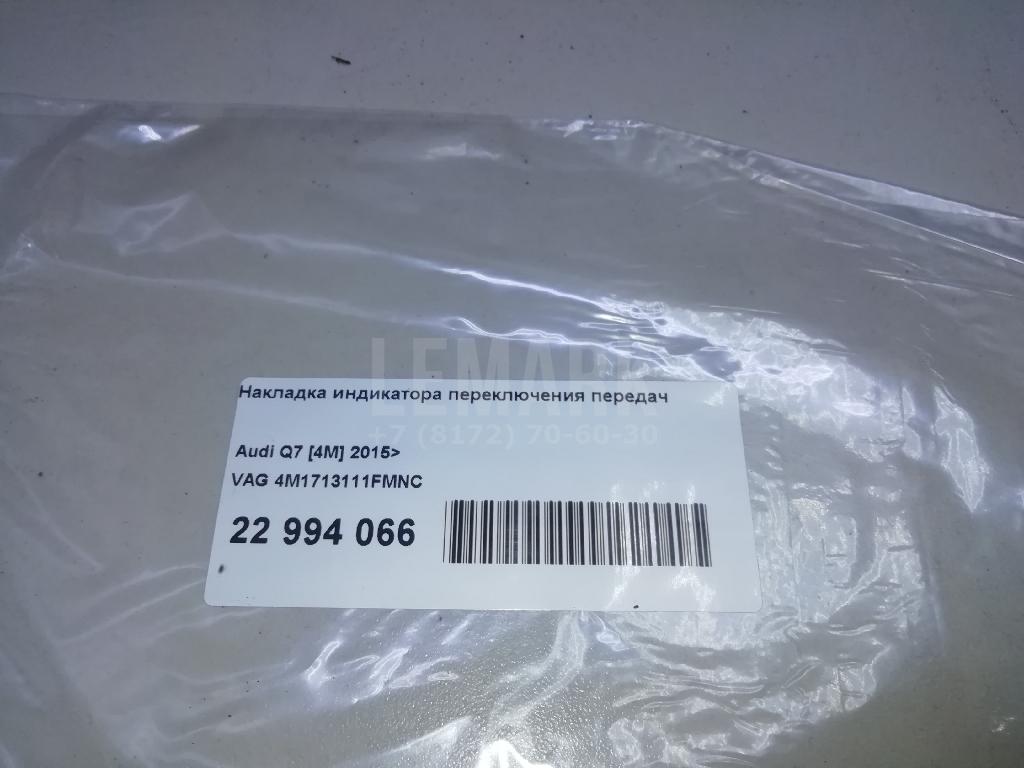 LEMARK
Накладка индикатора переключения передач
+7 (8172) 70-60-30
Audi Q7 [4M] 2015>
VAG 4M1713111FMNC
22 994 066